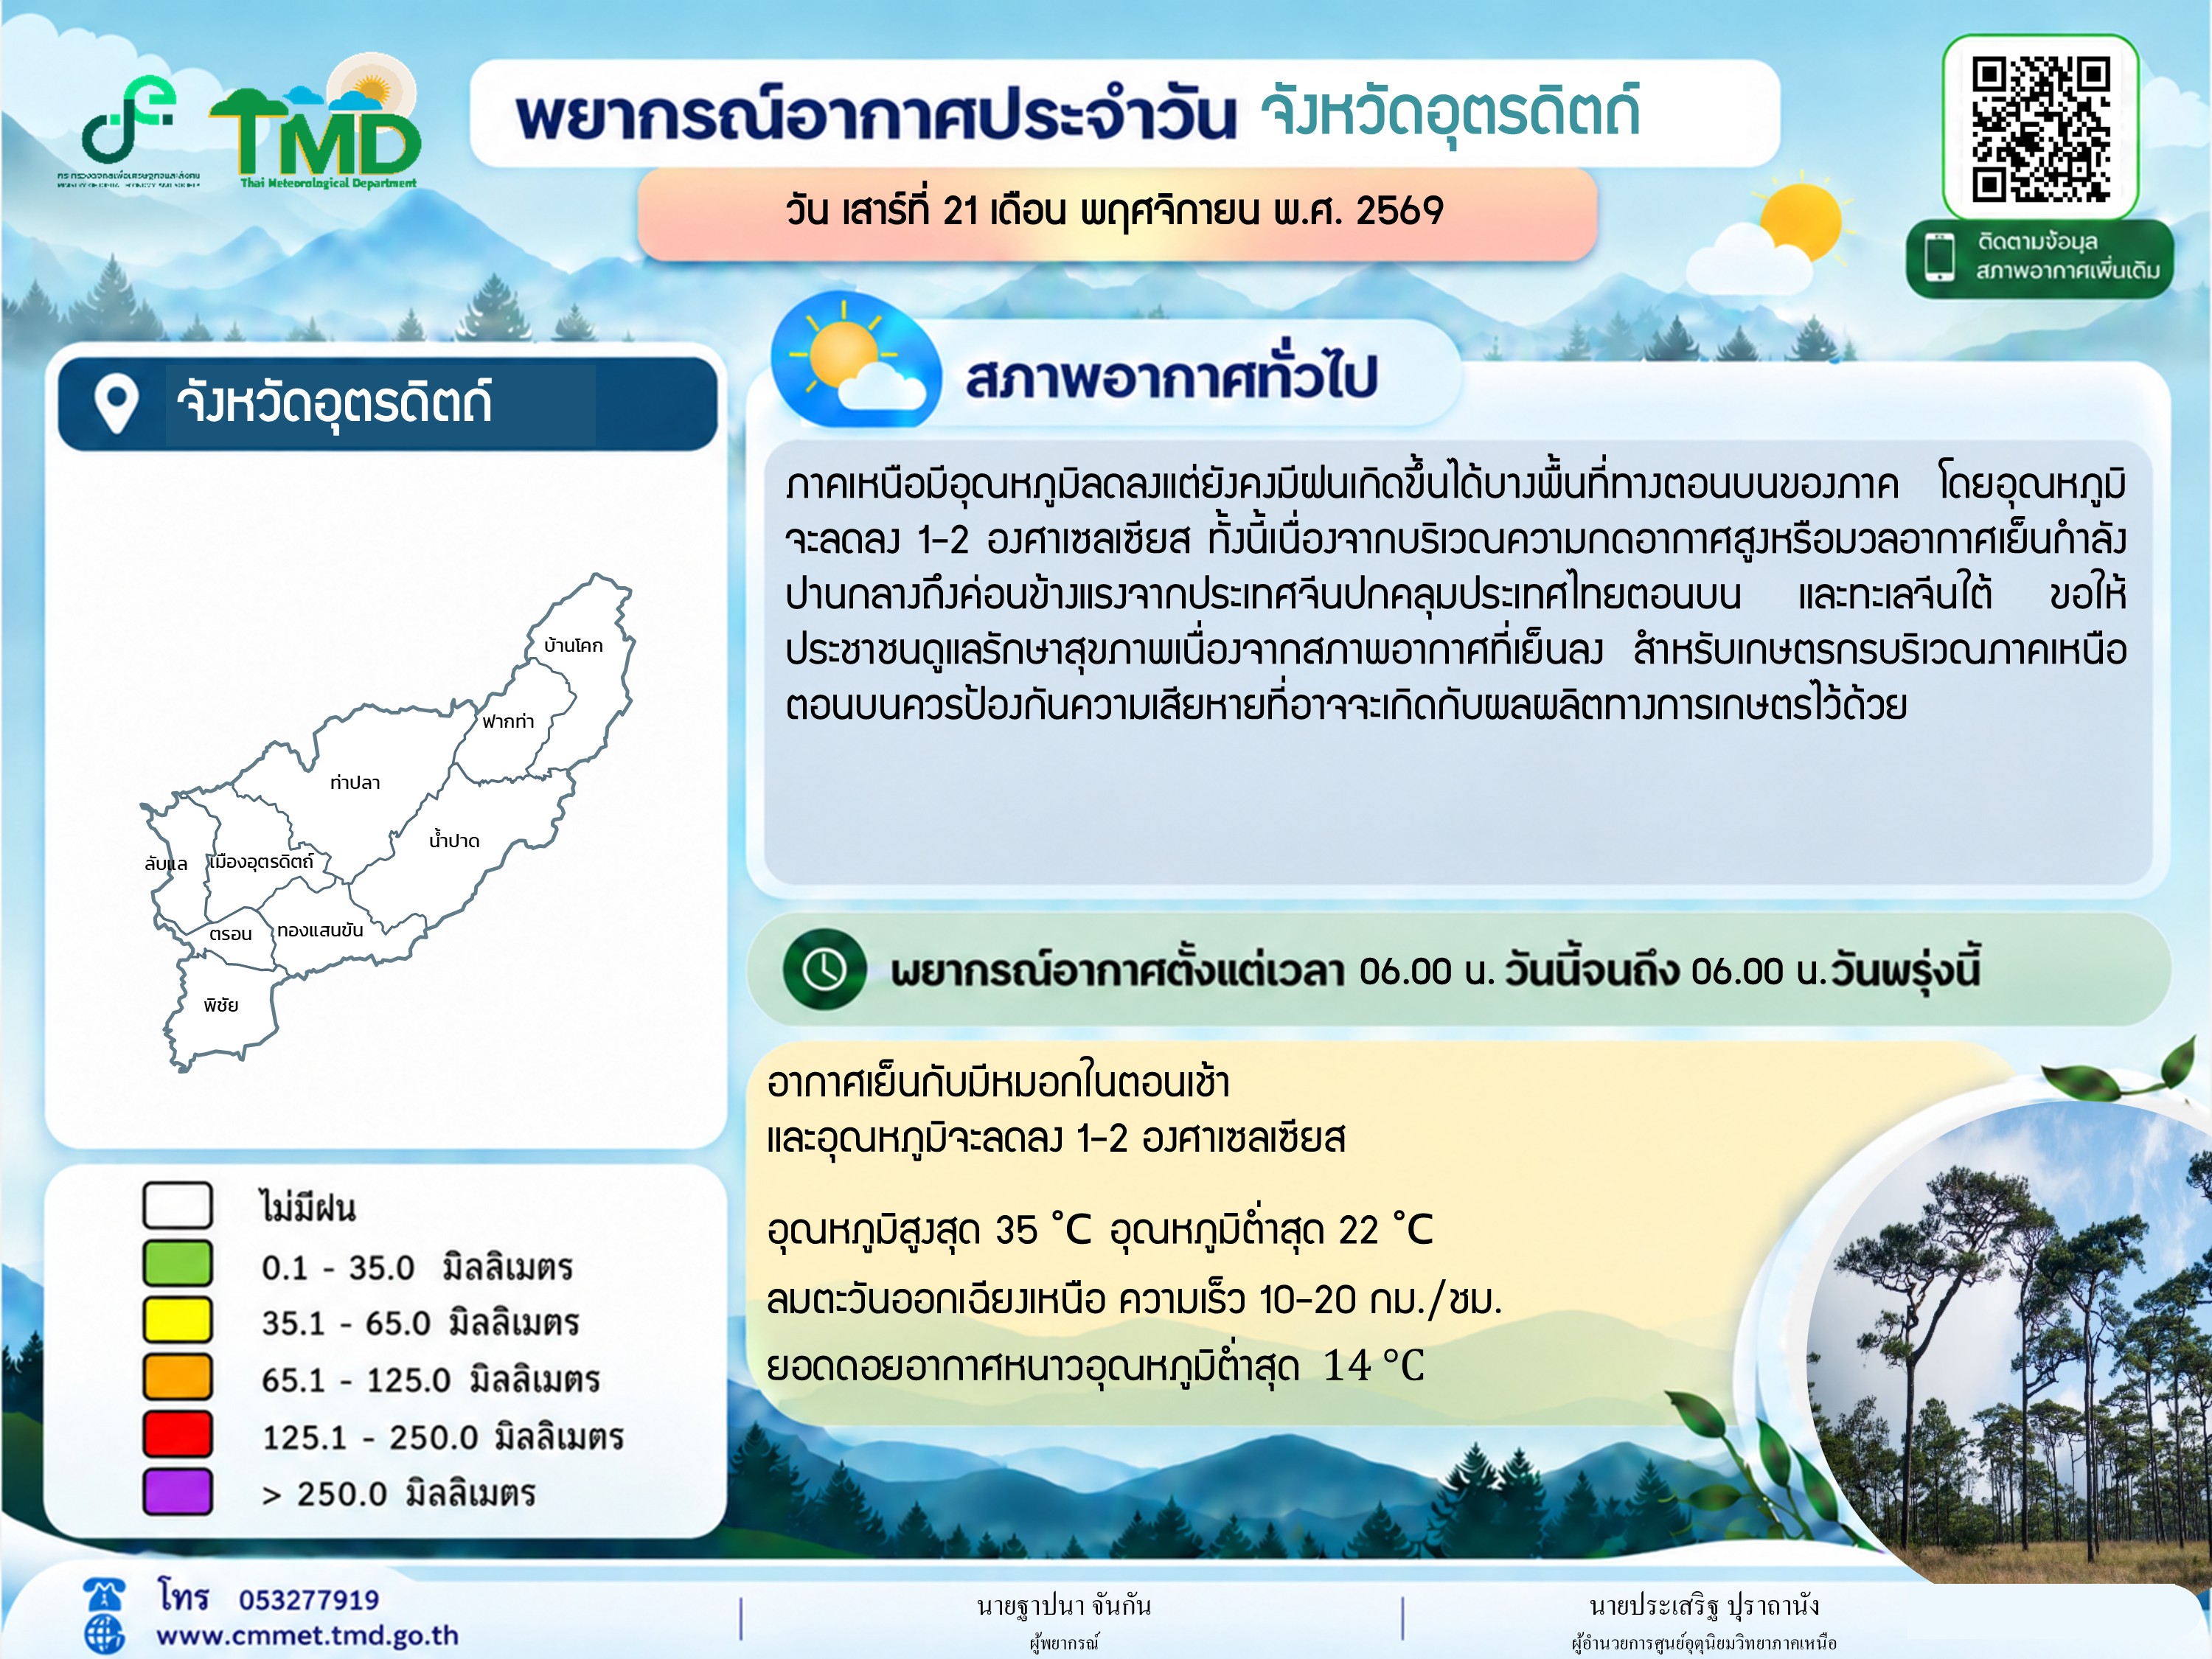 TMD
Thai Meteorological Department
พยากรณ์อากาศประจำวัน จังหวัดอุตรดิตถ์
วัน เสาร์ที่ 21 เดือน พฤศจิกายน พ.ศ. 2569
ติดตามข้อมุล
สภาพอากาศเพิ่นเดิม
จังหวัดอุตรดิตถ์
บ้านโคก
ฟากท่า
ท่าปลา
น้ำปาด
ลับแล
เมืองอุตรดิตถ์
ตรอน
ทองแสนขัน
พิชัย
ไม่มีฝน
0.1 - 35.0 มิลลิเมตร
35.1 - 65.0 มิลลิเมตร
65.1 - 125.0 มิลลิเมตร
125.1 - 250.0 มิลลิเมตร
> 250.0 มิลลิเมตร
สภาพอากาศทั่วไป
ภาคเหนือมีอุณหภูมิลดลงแต่ยังคงมีฝนเกิดขึ้นได้บางพื้นที่ทางตอนบนของภาค โดยอุณหภูมิ
จะลดลง 1-2 องศาเซลเซียส ทั้งนี้เนื่องจากบริเวณความกดอากาศสูงหรือมวลอากาศเย็นกำลัง
ปานกลางถึงค่อนข้างแรงจากประเทศจีนปกคลุมประเทศไทยตอนบน และทะเลจีนใต้ ขอให้
ประชาชนดูแลรักษาสุขภาพเนื่องจากสภาพอากาศที่เย็นลง สำหรับเกษตรกรบริเวณภาคเหนือ
ตอนบนควรป้องกันความเสียหายที่อาจจะเกิดกับผลผลิตทางการเกษตรไว้ด้วย
พยากรณ์อากาศตั้งแต่เวลา 06.00 น. วันนี้จนถึง 06.00 น. วันพรุ่งนี้
อากาศเย็นกับมีหมอกในตอนเช้า
และอุณหภูมิจะลดลง 1-2 องศาเซลเซียส
อุณหภูมิสูงสุด 35 °C อุณหภูมิต่ำสุด 22 °C
ลมตะวันออกเฉียงเหนือ ความเร็ว 10-20 กม./ชม.
ยอดดอยอากาศหนาวอุณหภูมิต่ำสุด 14 °C
โทร 053277919
www.cmmet.tmd.go.th
นายฐาปนา จันกัน
ผู้พยากรณ์
นายประเสริฐ ปุราถานัง
ผู้อำนวยการศูนย์อุตุนิยมวิทยาภาคเหนือ